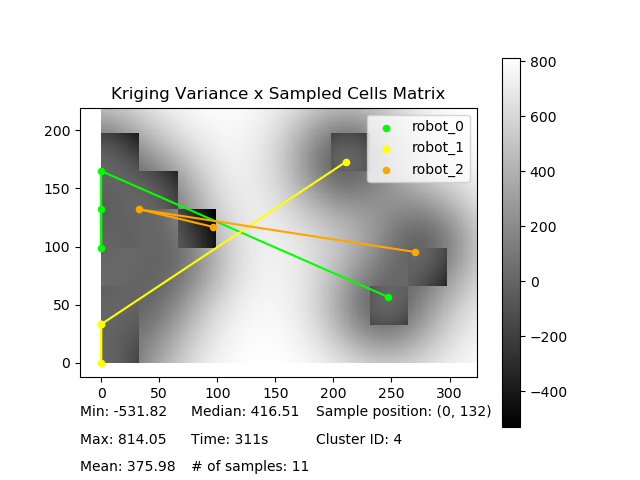 Kriging Variance x Sampled Cells Matrix
robot_0
robot_1
robot_2
200
150
100
50
0
0 50 100 150 200 250 300
800
600
400
200
0
−200
−400
Min: -531.82 Median: 416.51 Sample position: (0, 132)
Max: 814.05 Time: 311s Cluster ID: 4
Mean: 375.98 # of samples: 11